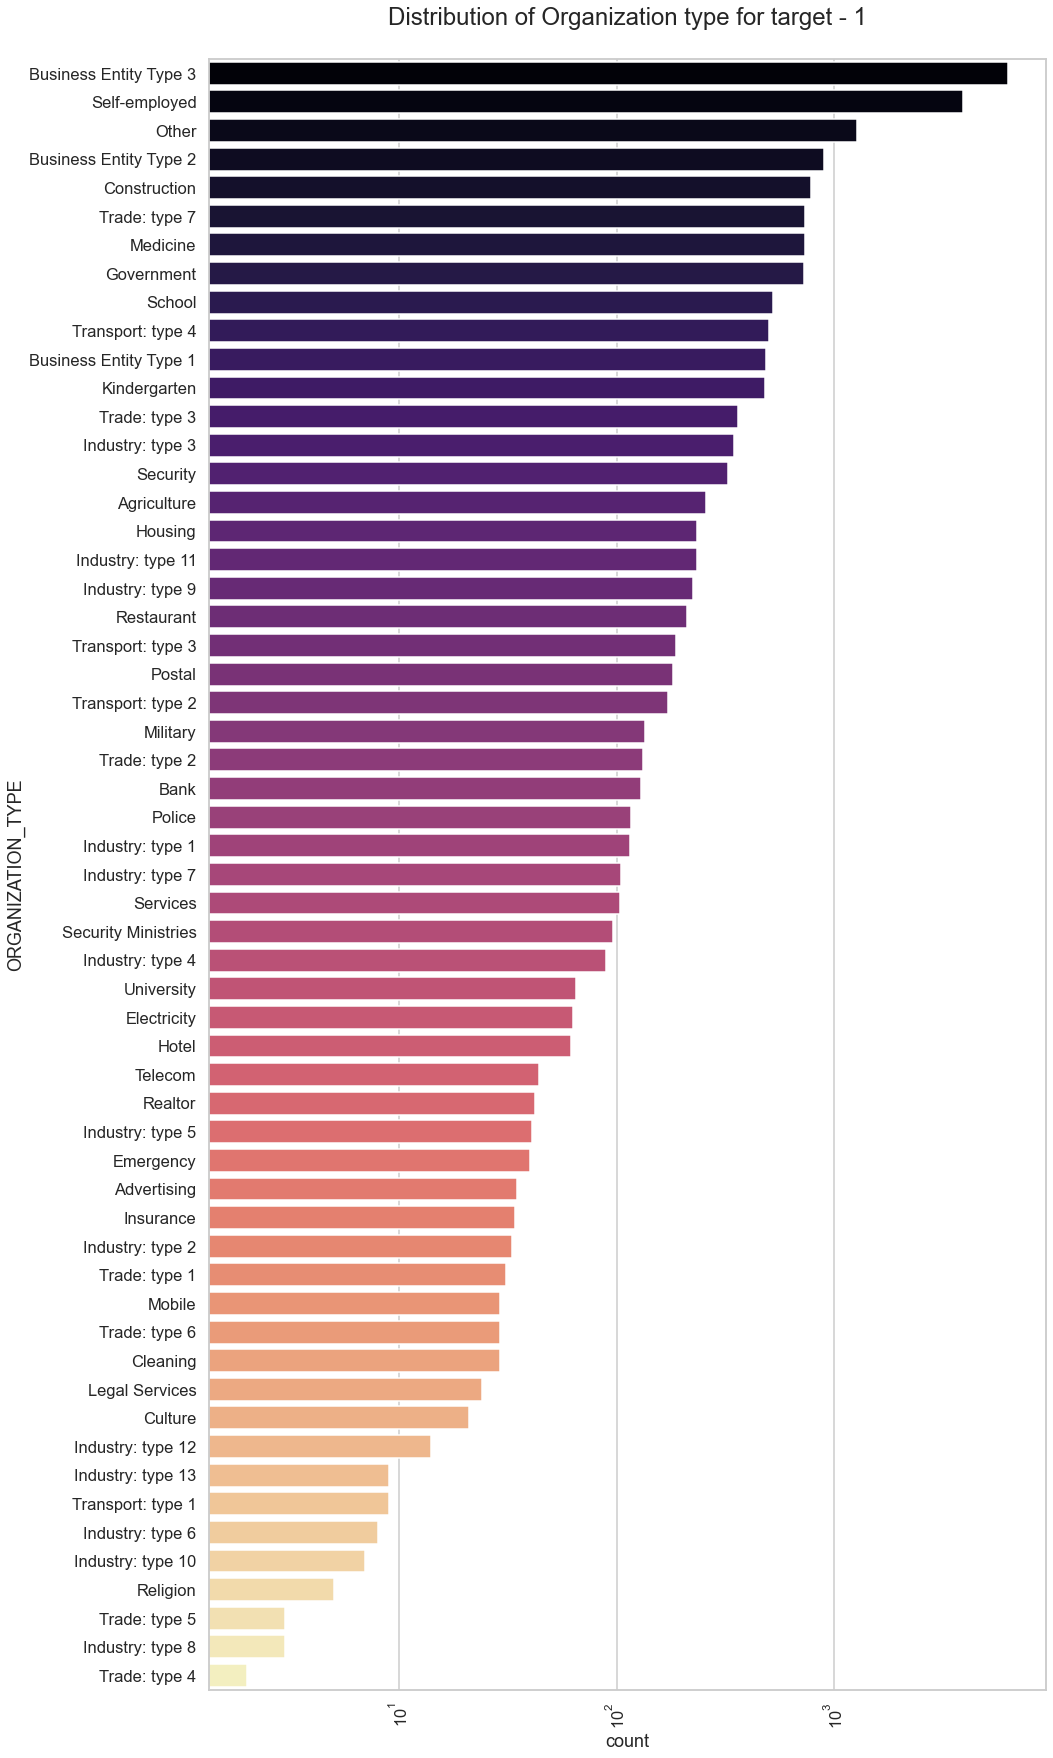 Distribution of Organization type for target - 1
Business Entity Type 3
Self-employed
Other
Business Entity Type 2
Construction
Trade: type 7
Medicine
Government
School
Transport: type 4
Business Entity Type 1
Kindergarten
Trade: type 3
Industry: type 3
Security
Agriculture
Housing
Industry: type 11
Industry: type 9
Restaurant
Transport: type 3
Postal
Transport: type 2
Military
Trade: type 2
Bank
Police
Industry: type 1
Industry: type 7
Services
Security Ministries
Industry: type 4
University
Electricity
Hotel
Telecom
Realtor
Industry: type 5
Emergency
Advertising
Insurance
Industry: type 2
Trade: type 1
Mobile
Trade: type 6
Cleaning
Legal Services
Culture
Industry: type 12
Industry: type 13
Transport: type 1
Industry: type 6
Industry: type 10
Religion
Trade: type 5
Industry: type 8
Trade: type 4
ORGANIZATION_TYPE
10¹
10²
10³
count